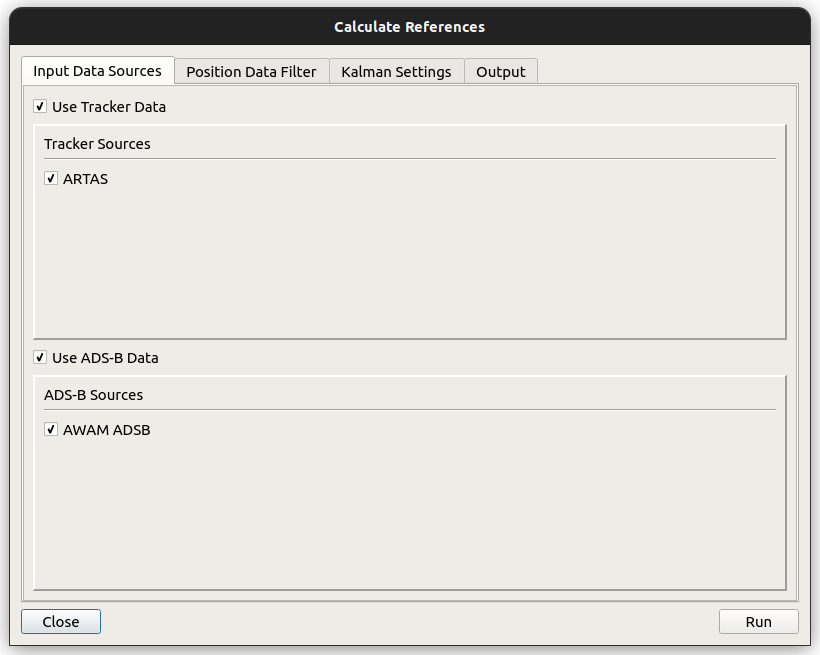 Calculate References
Input Data Sources Position Data Filter Kalman Settings Output
Use Tracker Data
Tracker Sources
ARTAS
Use ADS-B Data
ADS-B Sources
AWAM ADSB
Close Run